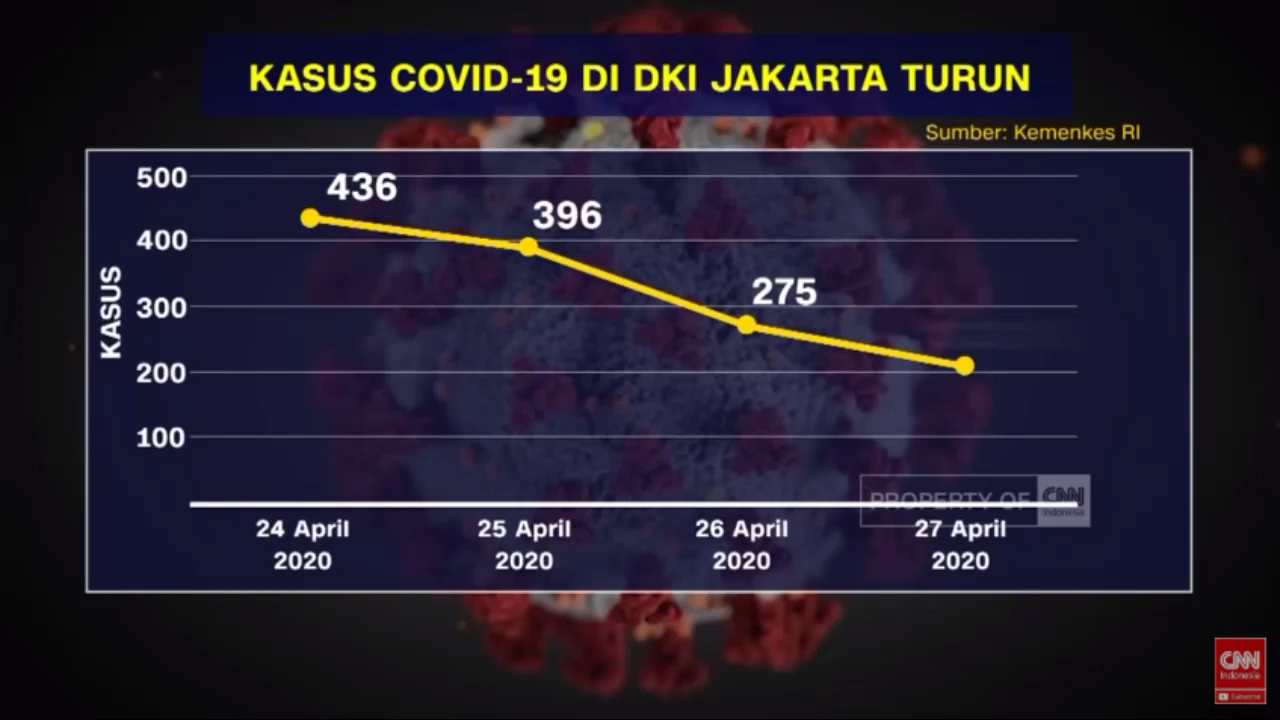 KASUS COVID-19 DI DKI JAKARTA TURUN
Sumber: Kemenkes RI
500
400
300
200
100
KASUS
436
396
275
24 April
2020
25 April
2020
26 April
2020
27 April
2020
PROPERTY OF CNN
Indonesia
CNN
Indonesia
Subscribe